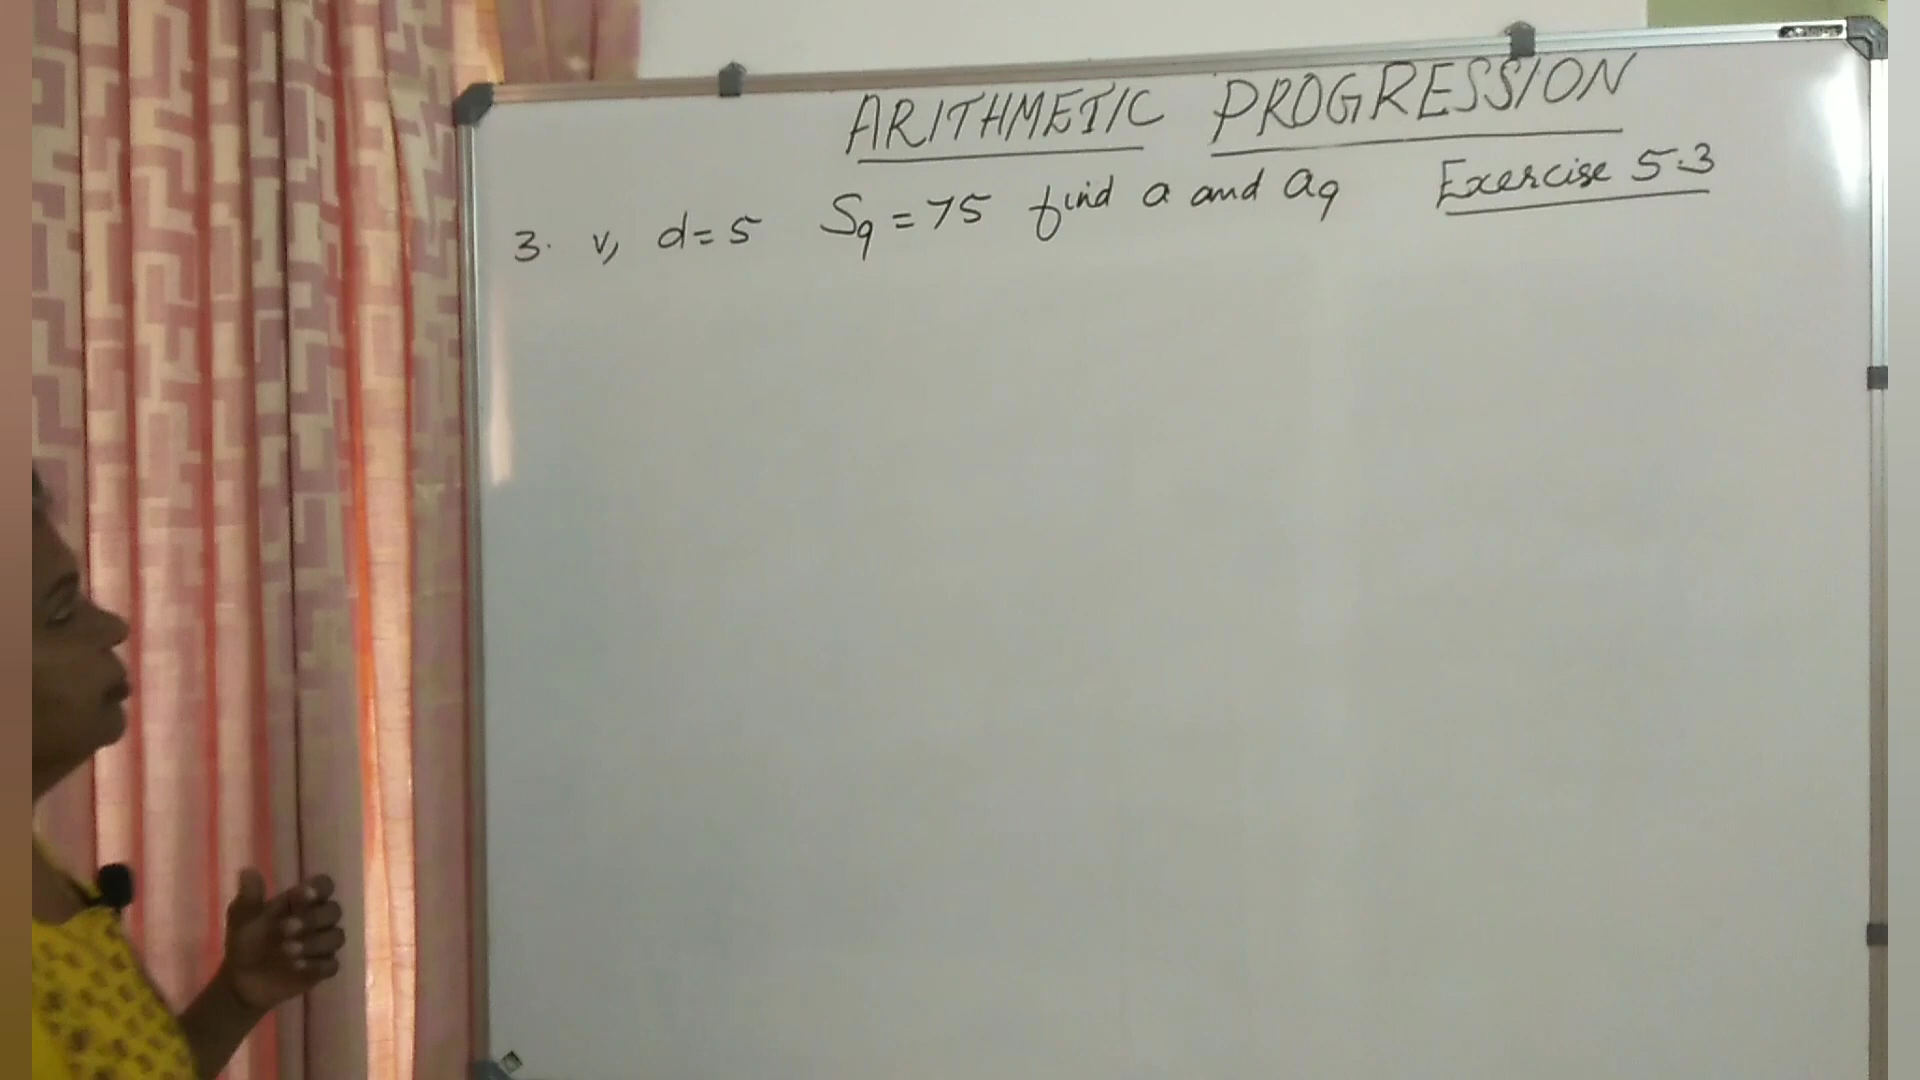 ARITHMETIC PROGRESSION
Exercise 5.3
3. v, d=5 S9 = 75 find a and a9